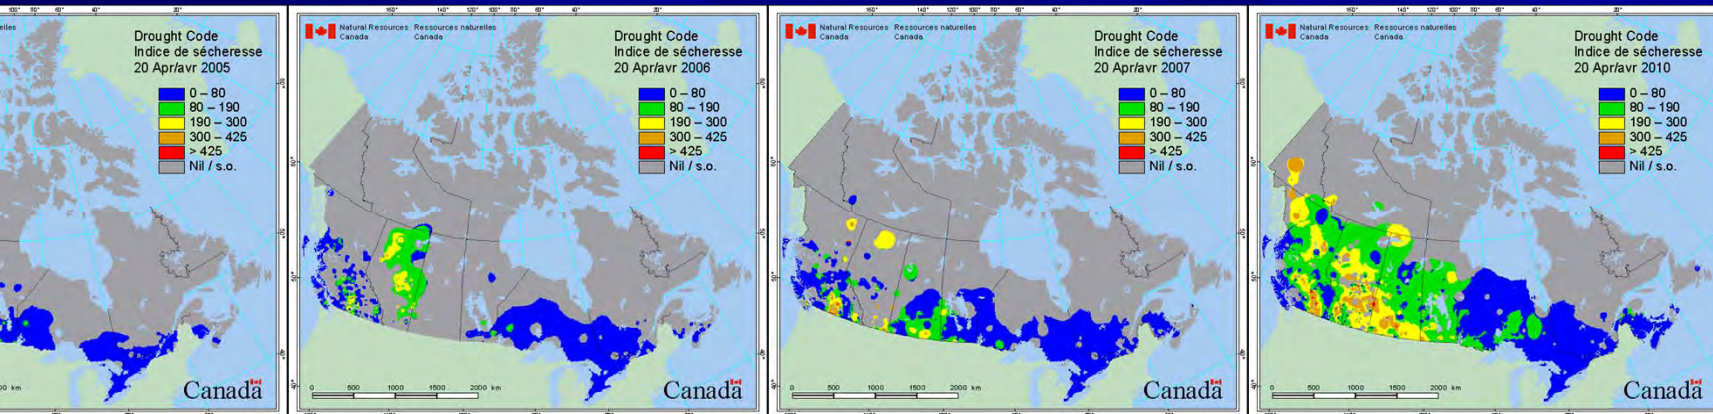 elles
Drought Code
Indice de sécheresse
20 Apr/avr 2005
0 – 80
80 – 190
190 – 300
300 – 425
> 425
Nil / s.o.
km
Canada
Natural Resources Ressources naturelles
Canada Canada
Drought Code
Indice de sécheresse
20 Apr/avr 2006
0 – 80
80 – 190
190 – 300
300 – 425
> 425
Nil / s.o.
0 500 1000 1500 2000 km
Canada
Natural Resources Ressources naturelles
Canada Canada
Drought Code
Indice de sécheresse
20 Apr/avr 2007
0 – 80
80 – 190
190 – 300
300 – 425
> 425
Nil / s.o.
0 500 1000 1500 2000 km
Canada
Natural Resources Ressources naturelles
Canada Canada
Drought Code
Indice de sécheresse
20 Apr/avr 2010
0 – 80
80 – 190
190 – 300
300 – 425
> 425
Nil / s.o.
0 500 1000 1500 2000 km
Canada